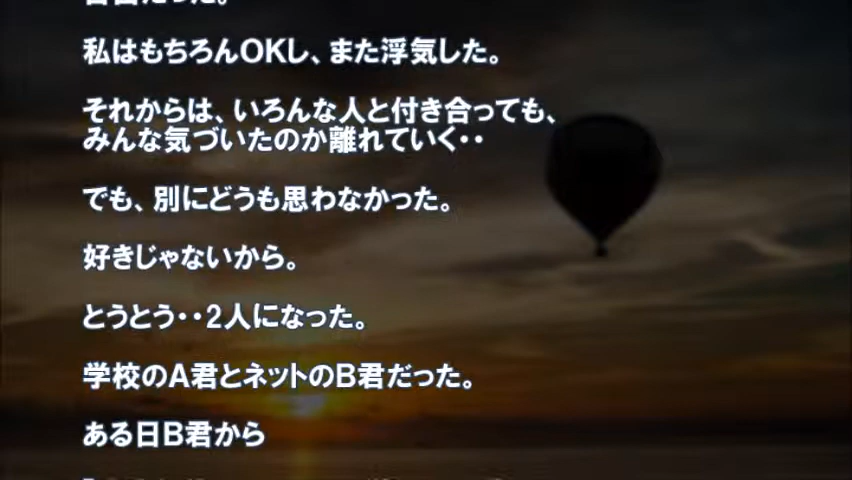 私はもちろんOKし、また浮気した。
それからは、いろんな人と付き合っても、
みんな気づいたのか離れていく・・
でも、別にどうも思わなかった。
好きじゃないから。
とうとう・・2人になった。
学校のA君とネットのB君だった。
ある日B君から